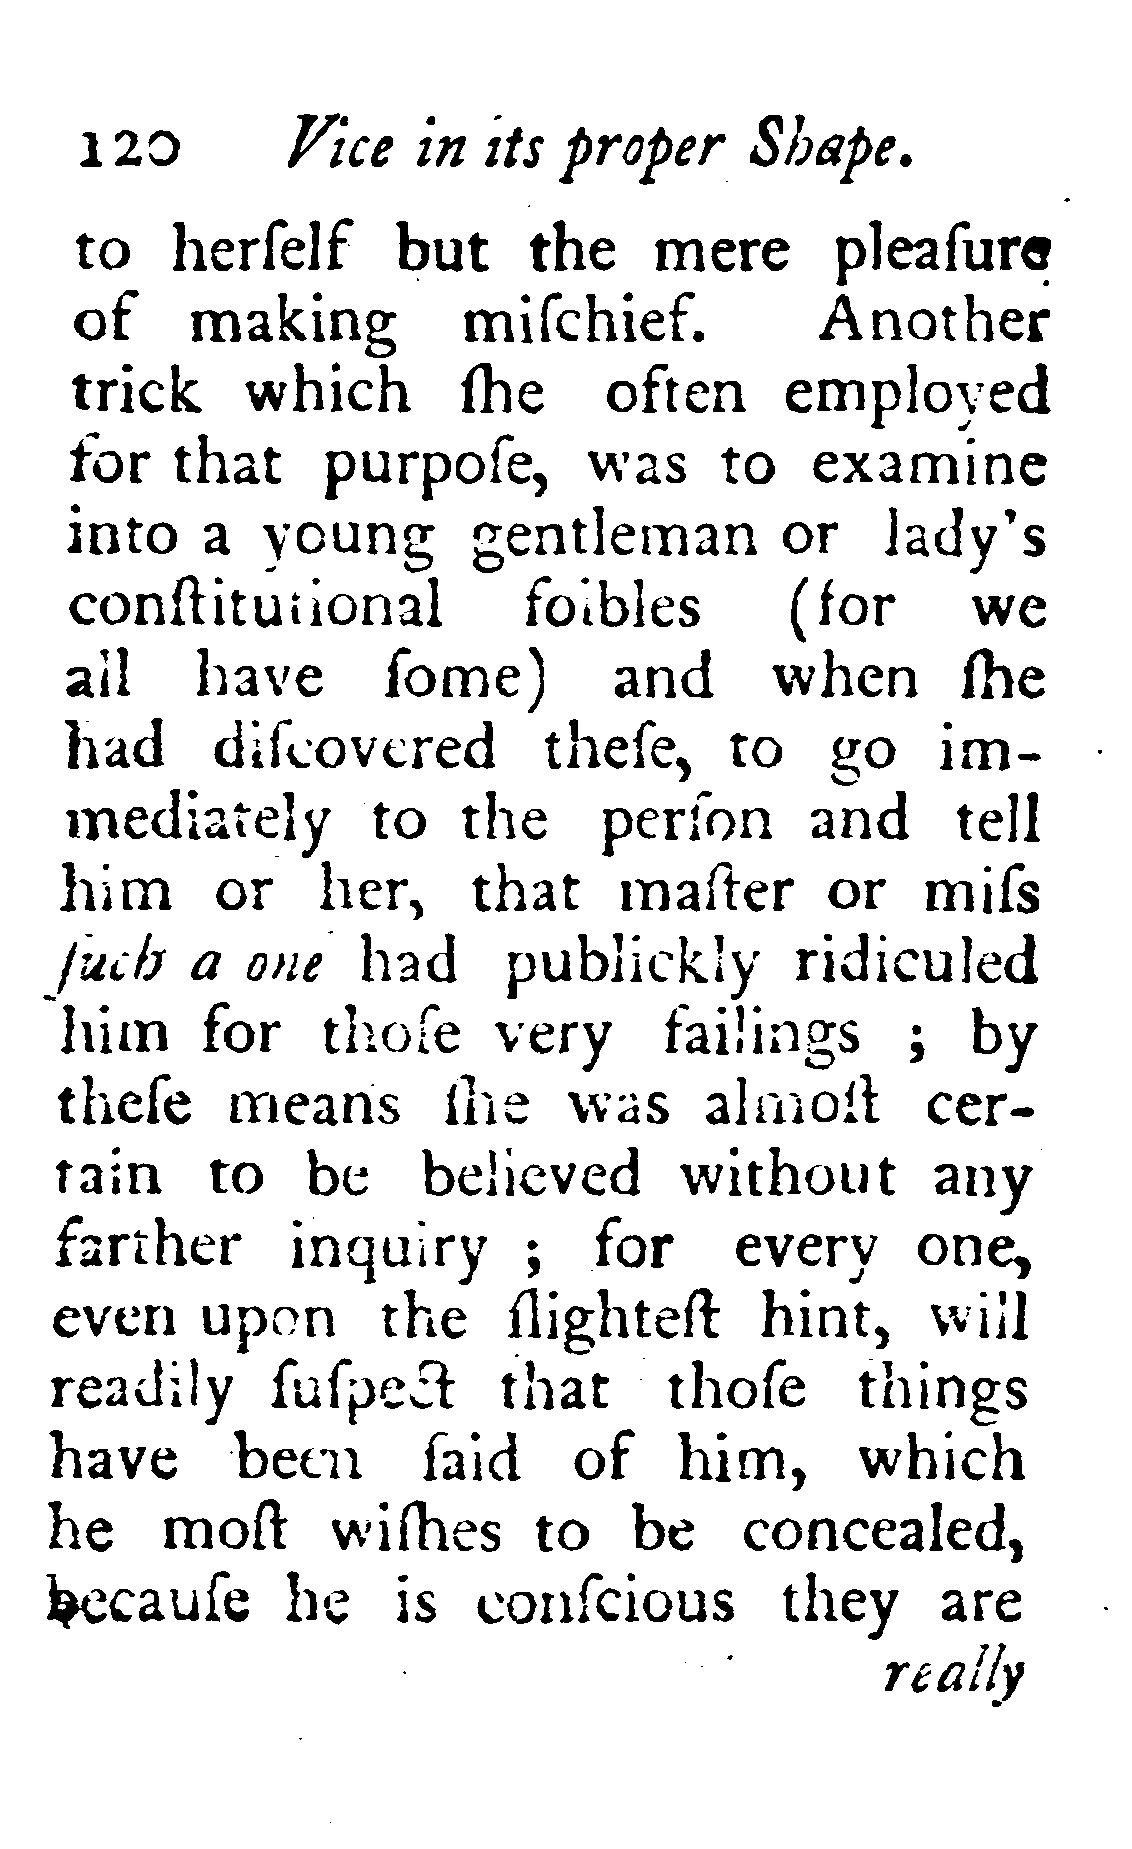 120 Vice in its proper Shape.
to herſelf but the mere pleaſure
of making miſchief. Another
trick which ſhe often employed
for that purpoſe, was to examine
into a young gentleman or lady's
conſtitutional foibles (for we
all have ſome) and when ſhe
had diſcovered theſe, to go im-
mediately to the perſon and tell
him or her, that maſter or miſs
ſuch a one had publickly ridiculed
him for thoſe very failings ; by
theſe means ſhe was almoſt cer-
tain to be believed without any
farther inquiry ; for every one,
even upon the ſlighteſt hint, will
readily ſuſpect that thoſe things
have been ſaid of him, which
he moſt wiſhes to be concealed,
becauſe he is conſcious they are
really